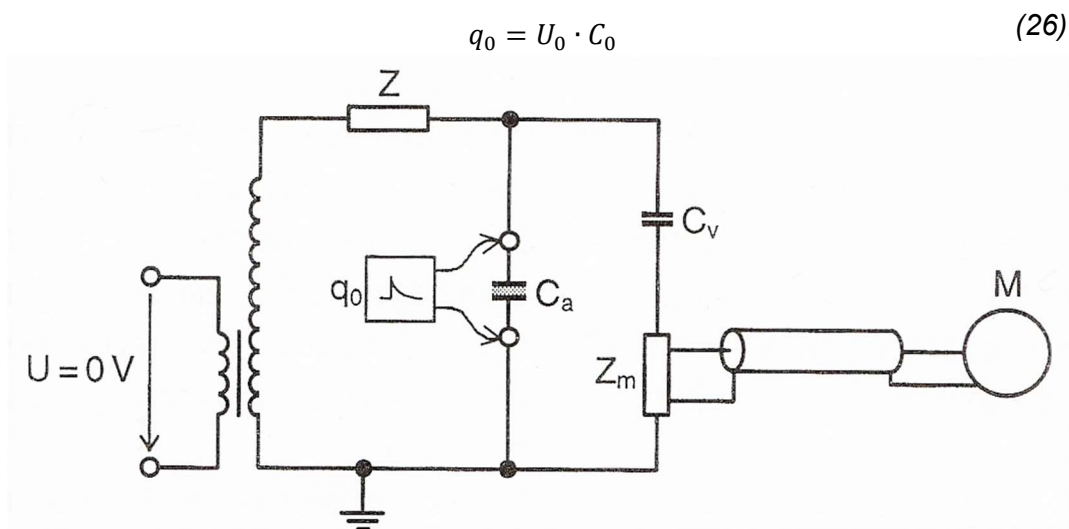 q₀ = U₀ · C₀
(26)
Z
Cᵥ
q₀
Cₐ
M
U = 0 V
Zₘ